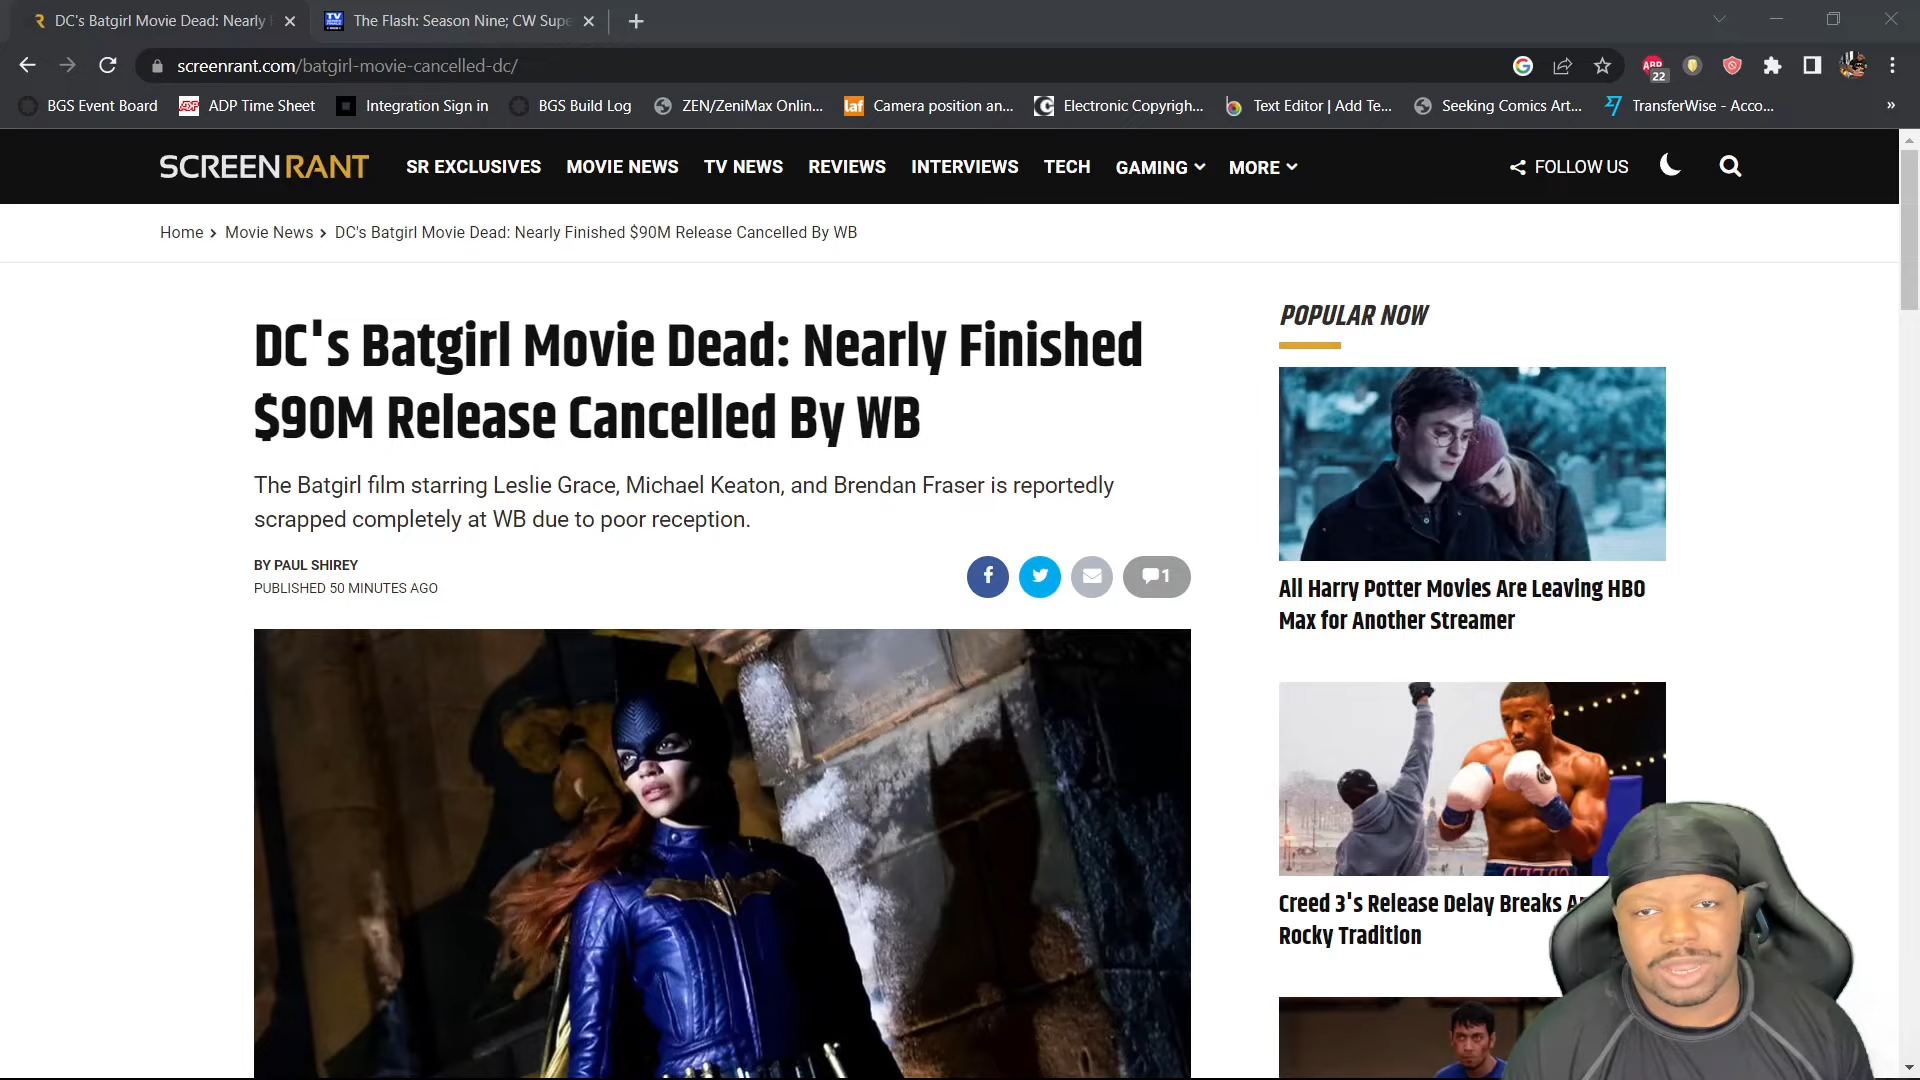 DC's Batgirl Movie Dead: Nearly
The Flash: Season Nine; CW Supe
screenrant.com/batgirl-movie-cancelled-dc/
ABP
22
BGS Event Board
ADP Time Sheet
Integration Sign in
BGS Build Log
ZEN/ZeniMax Onlin...
Camera position an...
Electronic Copyrigh...
Text Editor | Add Te...
Seeking Comics Art...
TransferWise - Acco...
»
SCREENRANT
SR EXCLUSIVES
MOVIE NEWS
TV NEWS
REVIEWS
INTERVIEWS
TECH
GAMING
MORE
FOLLOW US
Home > Movie News > DC's Batgirl Movie Dead: Nearly Finished $90M Release Cancelled By WB
DC's Batgirl Movie Dead: Nearly Finished
$90M Release Cancelled By WB
The Batgirl film starring Leslie Grace, Michael Keaton, and Brendan Fraser is reportedly
scrapped completely at WB due to poor reception.
BY PAUL SHIREY
PUBLISHED 50 MINUTES AGO
1
POPULAR NOW
All Harry Potter Movies Are Leaving HBO
Max for Another Streamer
Creed 3's Release Delay Breaks
Rocky Tradition